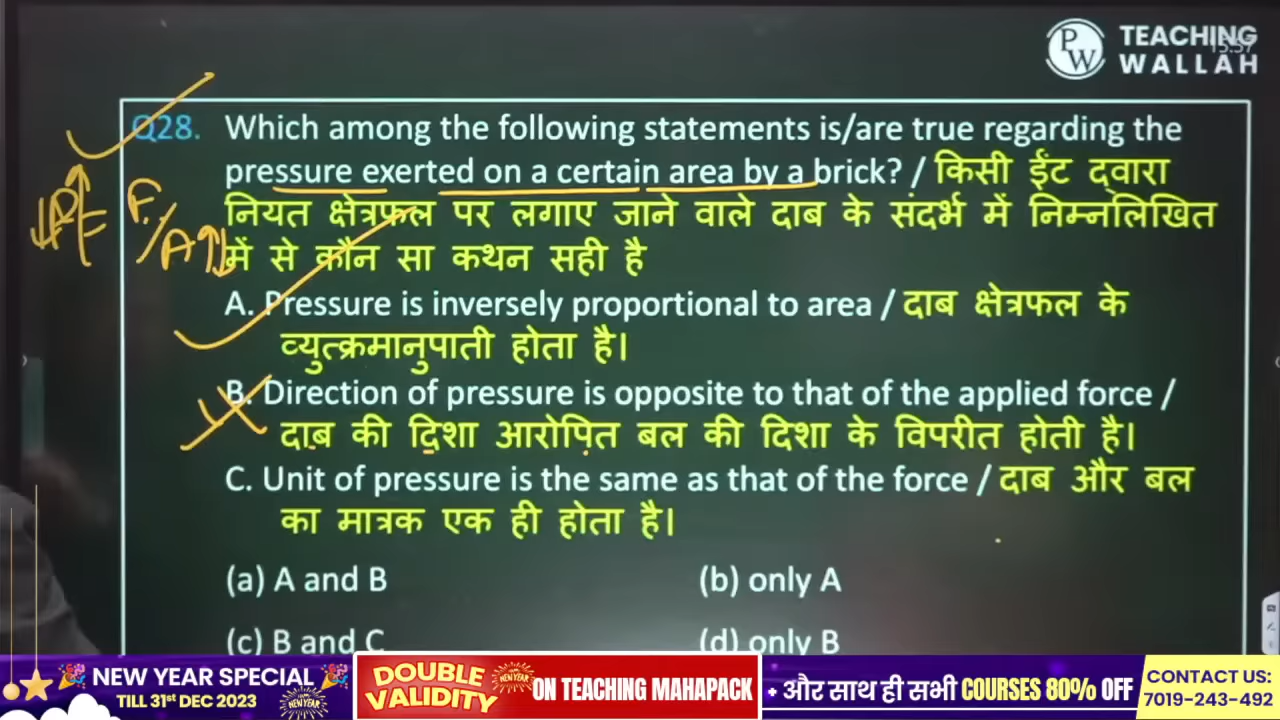 PW TEACHING
WALLAH
15:57
Q28. Which among the following statements is/are true regarding the
pressure exerted on a certain area by a brick? / किसी ईंट द्वारा
नियत क्षेत्रफल पर लगाए जाने वाले दाब के संदर्भ में निम्नलिखित
में से कौन सा कथन सही है
P = F/A
A. Pressure is inversely proportional to area / दाब क्षेत्रफल के
व्युत्क्रमानुपाती होता है।
B. Direction of pressure is opposite to that of the applied force /
दाब की दिशा आरोपित बल की दिशा के विपरीत होती है।
C. Unit of pressure is the same as that of the force / दाब और बल
का मात्रक एक ही होता है।
(a) A and B (b) only A
(c) B and C (d) only B
NEW YEAR SPECIAL
TILL 31st DEC 2023
DOUBLE
VALIDITY
ON TEACHING MAHAPACK
+ और साथ ही सभी COURSES 80% OFF
CONTACT US:
7019-243-492